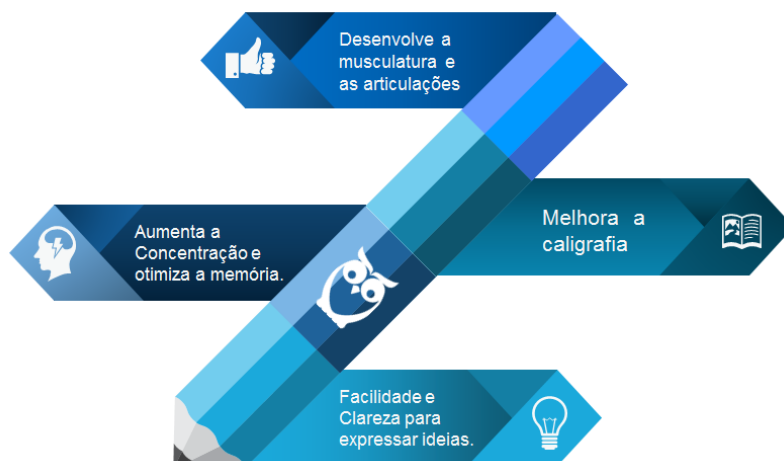 Desenvolve a
musculatura e
as articulações
Aumenta a
Concentração e
otimiza a memória.
Melhora a
caligrafia
Facilidade e
Clareza para
expressar ideias.